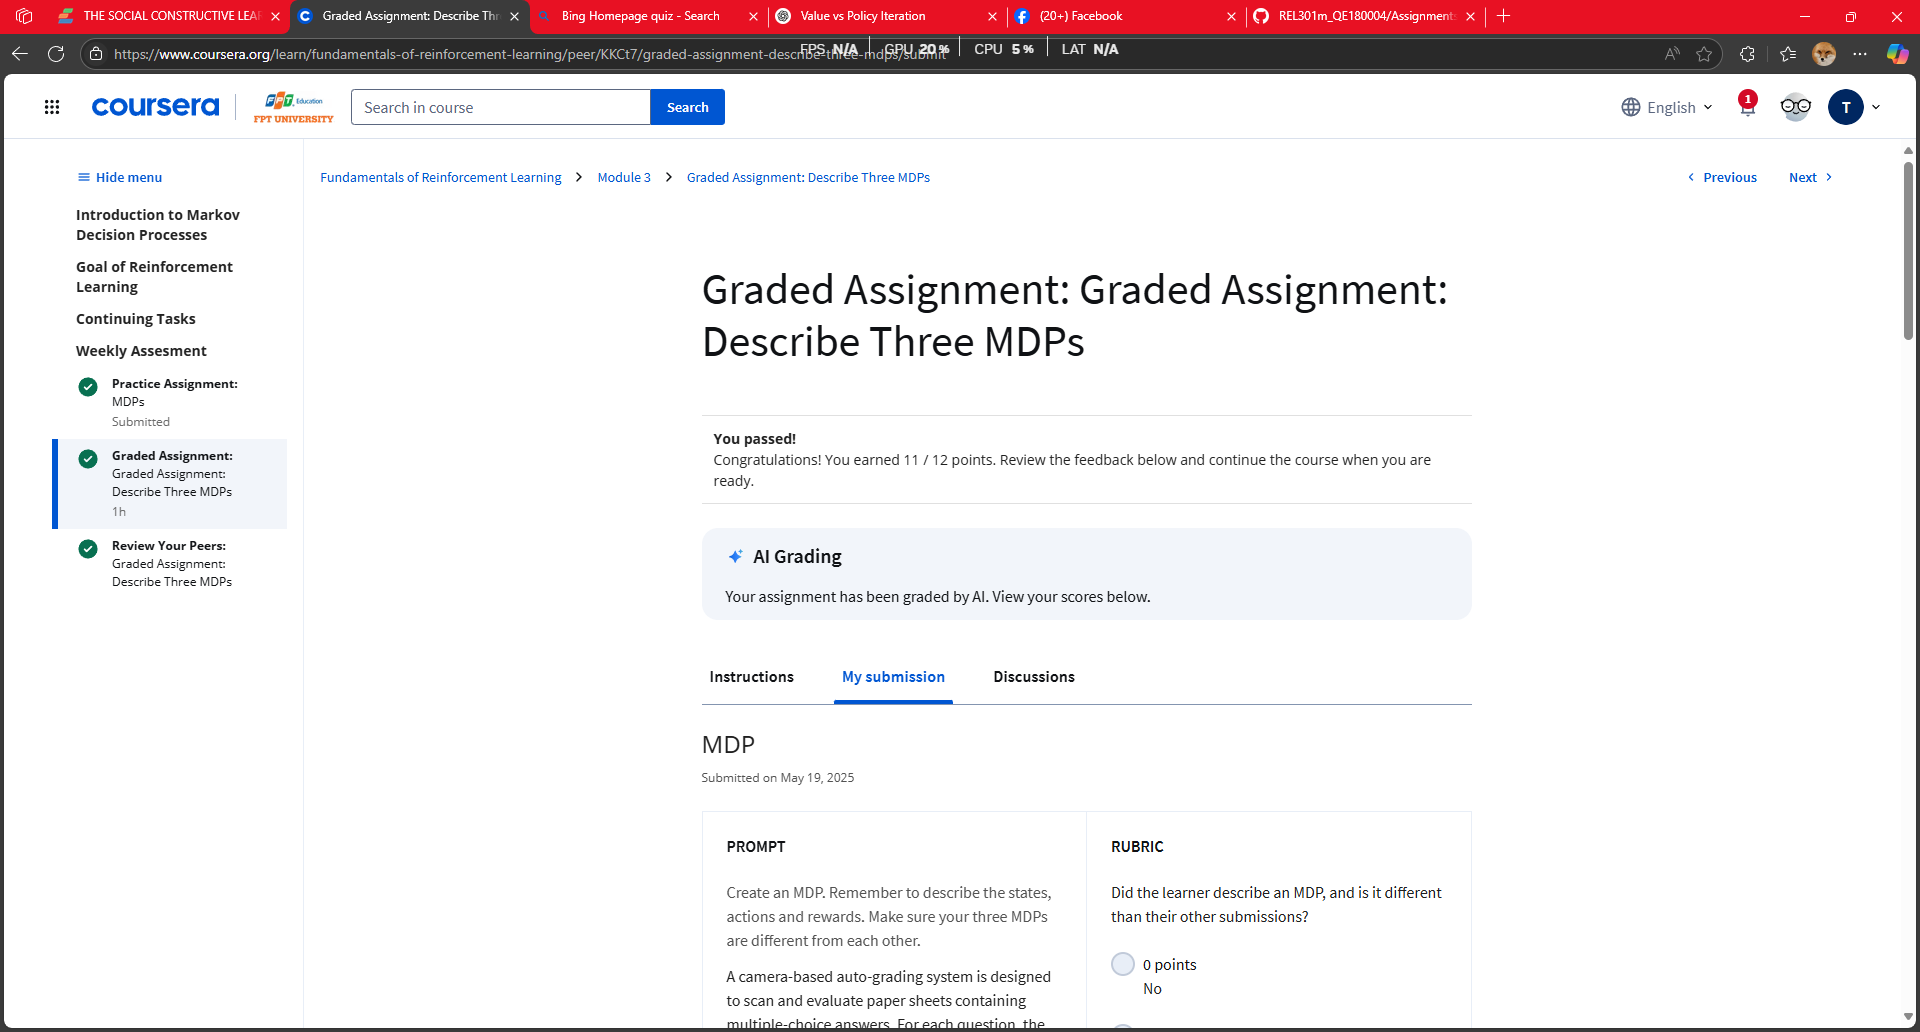 THE SOCIAL CONSTRUCTIVE LEA
Graded Assignment: Describe Thr
Bing Homepage quiz - Search
Value vs Policy Iteration
(20+) Facebook
REL301m_QE180004/Assignments
https://www.coursera.org/learn/fundamentals-of-reinforcement-learning/peer/KKCt7/graded-assignment-describe-three-mdps/submit
FPS N/A GPU 20 % CPU 5 % LAT N/A
coursera
FPT Education
FPT UNIVERSITY
Search in course
Search
English
1
T
Hide menu
Introduction to Markov
Decision Processes
Goal of Reinforcement
Learning
Continuing Tasks
Weekly Assesment
Practice Assignment:
MDPs
Submitted
Graded Assignment:
Graded Assignment:
Describe Three MDPs
1h
Review Your Peers:
Graded Assignment:
Describe Three MDPs
Fundamentals of Reinforcement Learning > Module 3 > Graded Assignment: Describe Three MDPs
Previous
Next
Graded Assignment: Graded Assignment:
Describe Three MDPs
You passed!
Congratulations! You earned 11 / 12 points. Review the feedback below and continue the course when you are
ready.
AI Grading
Your assignment has been graded by AI. View your scores below.
Instructions
My submission
Discussions
MDP
Submitted on May 19, 2025
PROMPT
Create an MDP. Remember to describe the states,
actions and rewards. Make sure your three MDPs
are different from each other.
A camera-based auto-grading system is designed
to scan and evaluate paper sheets containing
multiple-choice answers. For each question, the
RUBRIC
Did the learner describe an MDP, and is it different
than their other submissions?
0 points
No